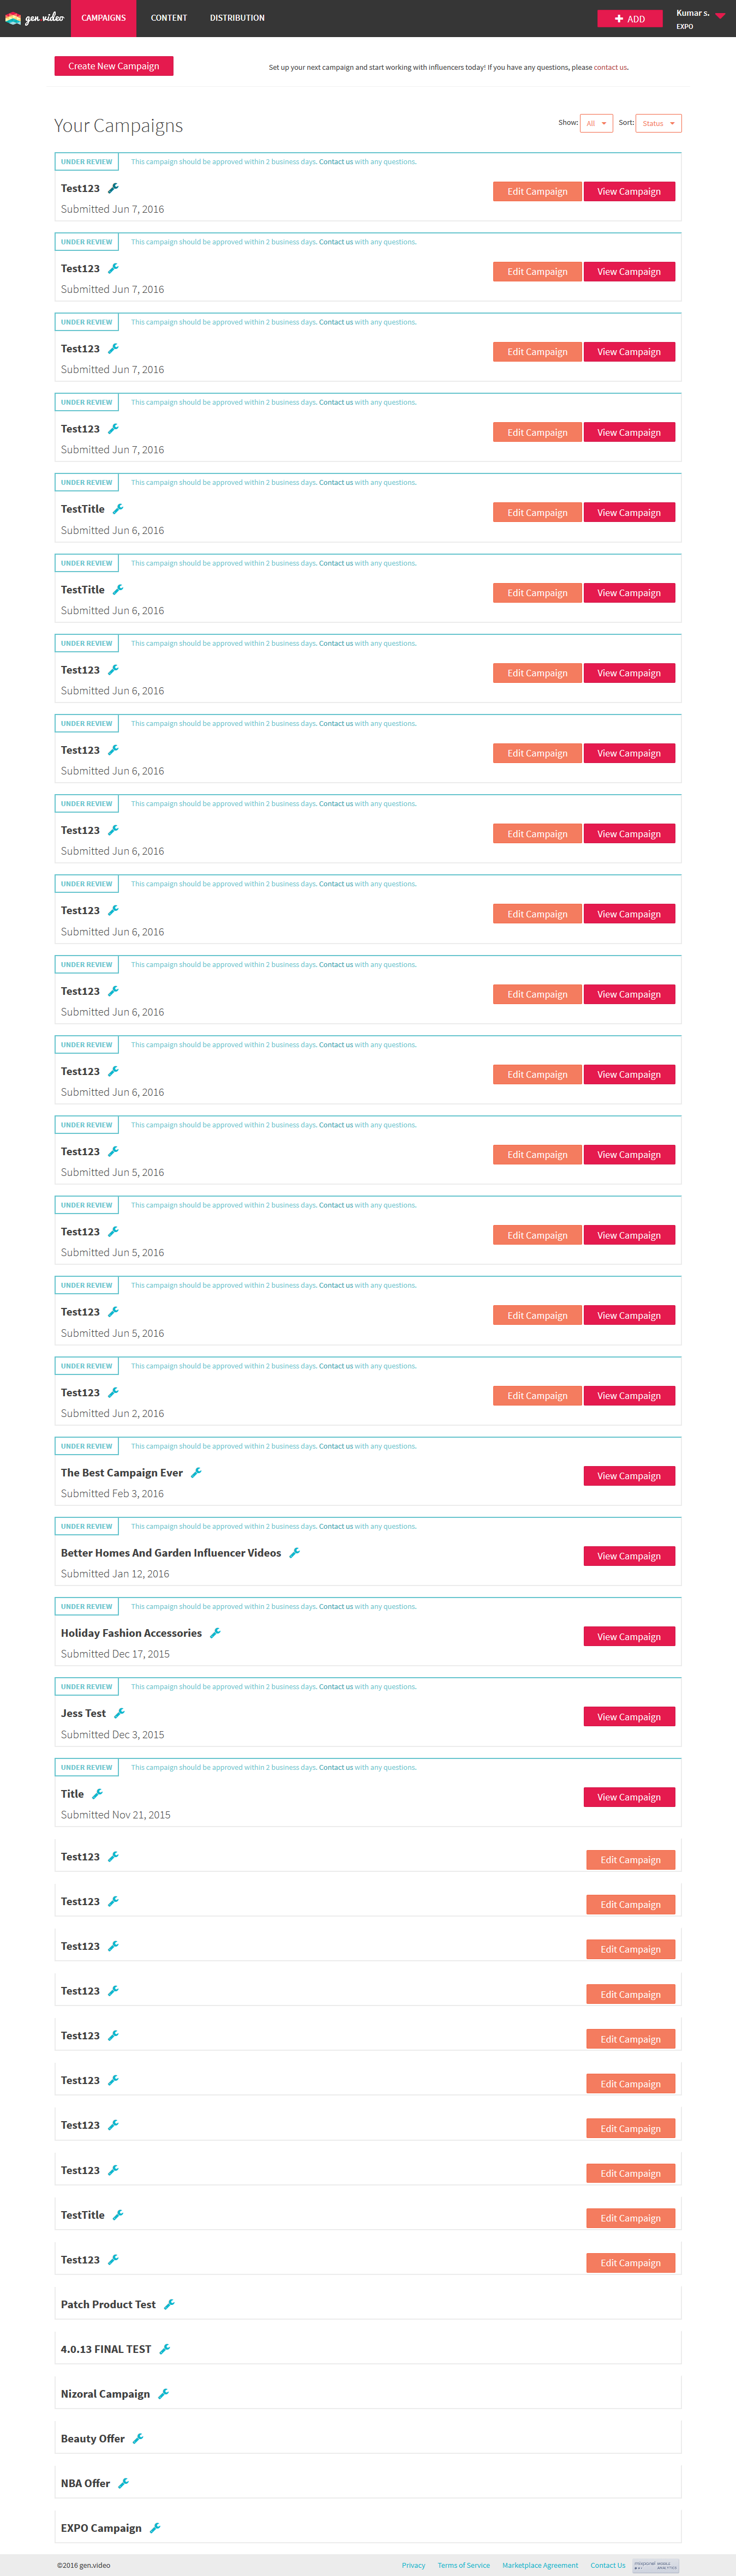 gen.video CAMPAIGNS CONTENT DISTRIBUTION ADD Kumar s.
EXPO
Create New Campaign Set up your next campaign and start working with influencers today! If you have any questions, please contact us.
Your Campaigns Show: All Sort: Status
UNDER REVIEW This campaign should be approved within 2 business days. Contact us with any questions.
Test123 Edit Campaign View Campaign
Submitted Jun 7, 2016
UNDER REVIEW This campaign should be approved within 2 business days. Contact us with any questions.
Test123 Edit Campaign View Campaign
Submitted Jun 7, 2016
UNDER REVIEW This campaign should be approved within 2 business days. Contact us with any questions.
Test123 Edit Campaign View Campaign
Submitted Jun 7, 2016
UNDER REVIEW This campaign should be approved within 2 business days. Contact us with any questions.
Test123 Edit Campaign View Campaign
Submitted Jun 7, 2016
UNDER REVIEW This campaign should be approved within 2 business days. Contact us with any questions.
TestTitle Edit Campaign View Campaign
Submitted Jun 6, 2016
UNDER REVIEW This campaign should be approved within 2 business days. Contact us with any questions.
TestTitle Edit Campaign View Campaign
Submitted Jun 6, 2016
UNDER REVIEW This campaign should be approved within 2 business days. Contact us with any questions.
Test123 Edit Campaign View Campaign
Submitted Jun 6, 2016
UNDER REVIEW This campaign should be approved within 2 business days. Contact us with any questions.
Test123 Edit Campaign View Campaign
Submitted Jun 6, 2016
UNDER REVIEW This campaign should be approved within 2 business days. Contact us with any questions.
Test123 Edit Campaign View Campaign
Submitted Jun 6, 2016
UNDER REVIEW This campaign should be approved within 2 business days. Contact us with any questions.
Test123 Edit Campaign View Campaign
Submitted Jun 6, 2016
UNDER REVIEW This campaign should be approved within 2 business days. Contact us with any questions.
Test123 Edit Campaign View Campaign
Submitted Jun 6, 2016
UNDER REVIEW This campaign should be approved within 2 business days. Contact us with any questions.
Test123 Edit Campaign View Campaign
Submitted Jun 6, 2016
UNDER REVIEW This campaign should be approved within 2 business days. Contact us with any questions.
Test123 Edit Campaign View Campaign
Submitted Jun 5, 2016
UNDER REVIEW This campaign should be approved within 2 business days. Contact us with any questions.
Test123 Edit Campaign View Campaign
Submitted Jun 5, 2016
UNDER REVIEW This campaign should be approved within 2 business days. Contact us with any questions.
Test123 Edit Campaign View Campaign
Submitted Jun 5, 2016
UNDER REVIEW This campaign should be approved within 2 business days. Contact us with any questions.
Test123 Edit Campaign View Campaign
Submitted Jun 2, 2016
UNDER REVIEW This campaign should be approved within 2 business days. Contact us with any questions.
The Best Campaign Ever View Campaign
Submitted Feb 3, 2016
UNDER REVIEW This campaign should be approved within 2 business days. Contact us with any questions.
Better Homes And Garden Influencer Videos View Campaign
Submitted Jan 12, 2016
UNDER REVIEW This campaign should be approved within 2 business days. Contact us with any questions.
Holiday Fashion Accessories View Campaign
Submitted Dec 17, 2015
UNDER REVIEW This campaign should be approved within 2 business days. Contact us with any questions.
Jess Test View Campaign
Submitted Dec 3, 2015
UNDER REVIEW This campaign should be approved within 2 business days. Contact us with any questions.
Title View Campaign
Submitted Nov 21, 2015
Test123 Edit Campaign
Test123 Edit Campaign
Test123 Edit Campaign
Test123 Edit Campaign
Test123 Edit Campaign
Test123 Edit Campaign
Test123 Edit Campaign
Test123 Edit Campaign
TestTitle Edit Campaign
Test123 Edit Campaign
Patch Product Test
4.0.13 FINAL TEST
Nizoral Campaign
Beauty Offer
NBA Offer
EXPO Campaign
©2016 gen.video Privacy Terms of Service Marketplace Agreement Contact Us